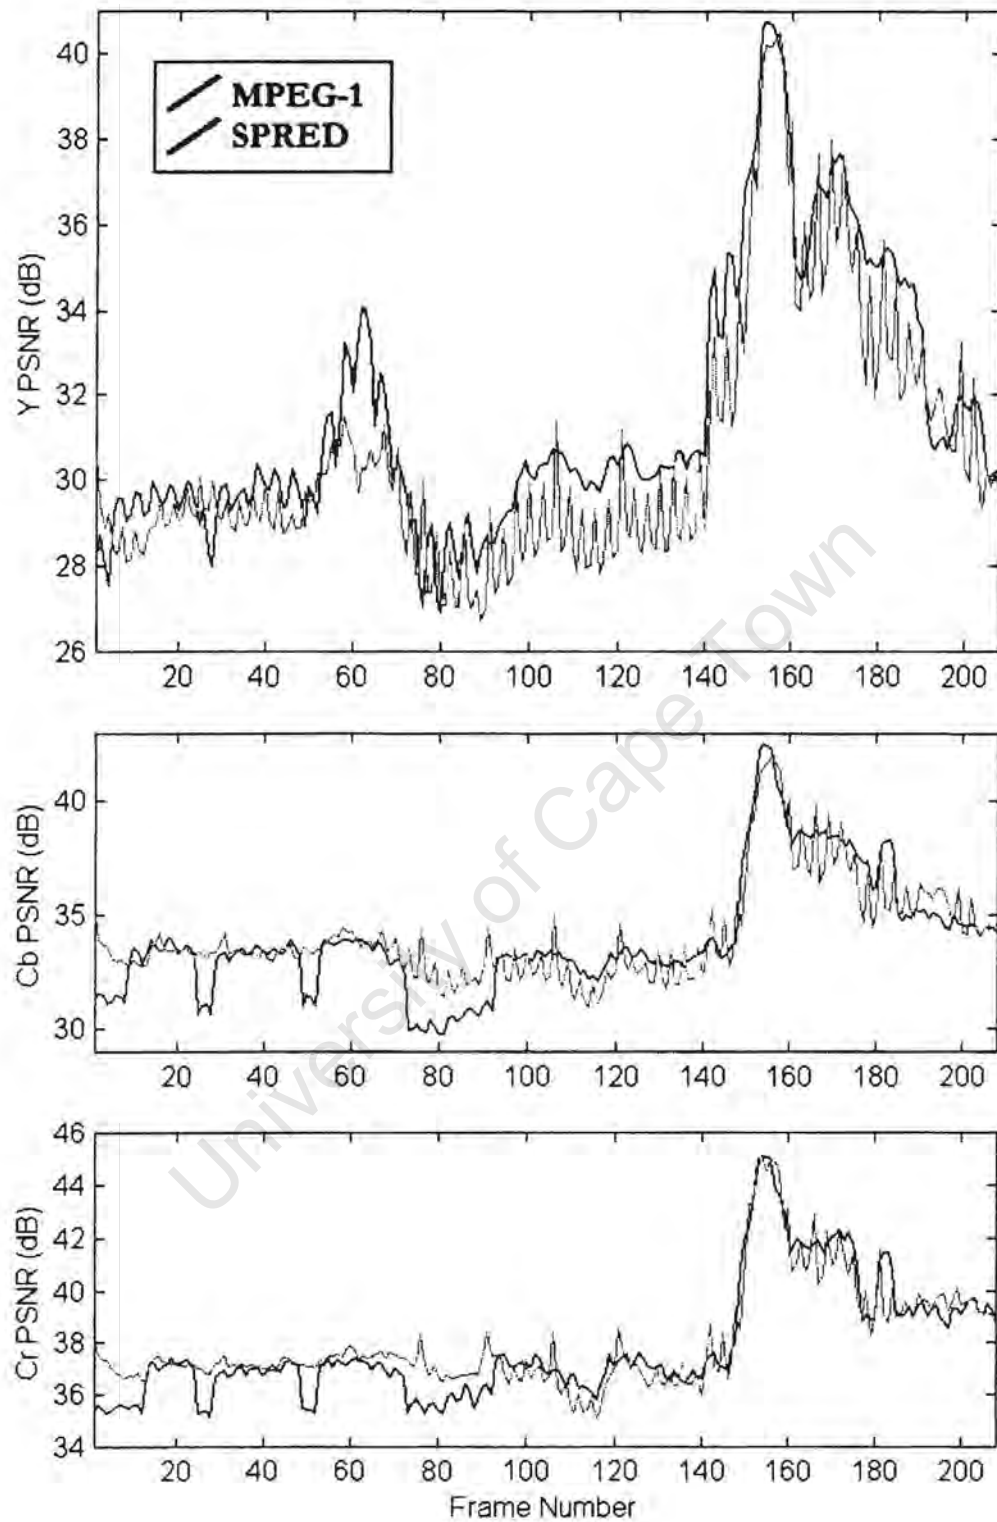 40
38
36
34
32
30
28
26
Y PSNR (dB)
MPEG-1
SPRED
20 40 60 80 100 120 140 160 180 200
40
35
30
Cb PSNR (dB)
20 40 60 80 100 120 140 160 180 200
46
44
42
40
38
36
34
Cr PSNR (dB)
20 40 60 80 100 120 140 160 180 200
Frame Number
University of Cape Town